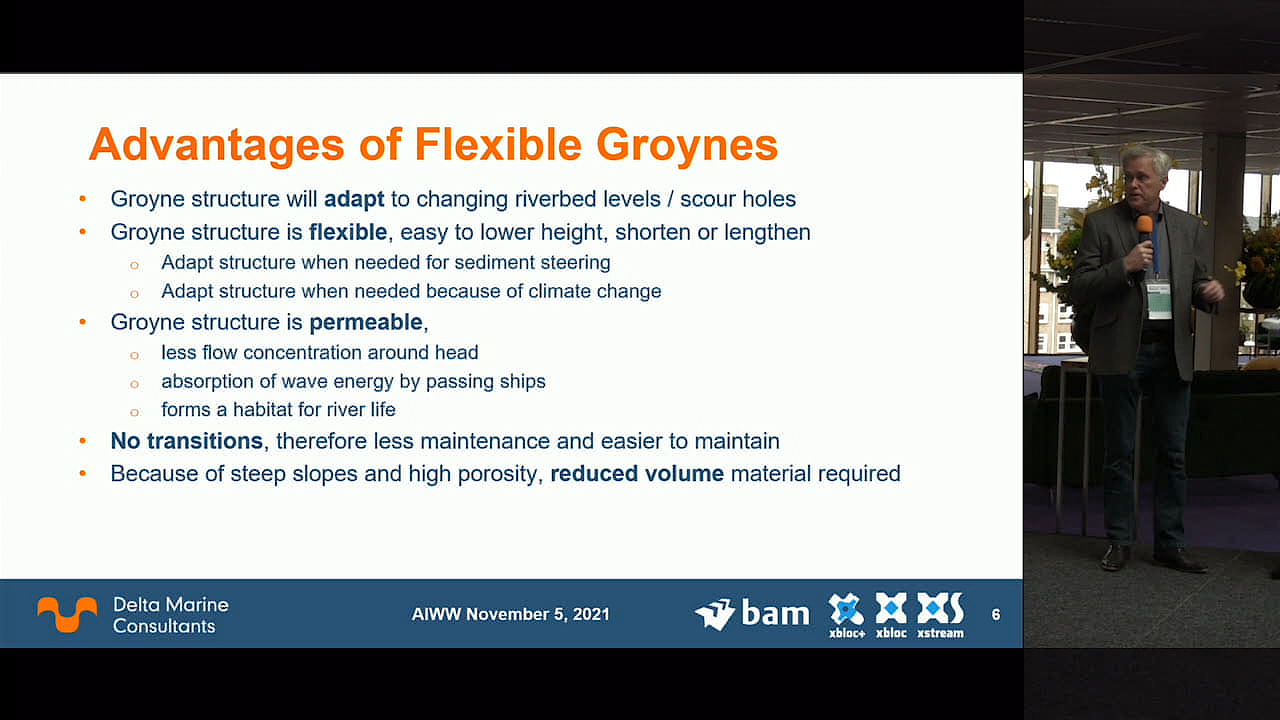 Advantages of Flexible Groynes
• Groyne structure will adapt to changing riverbed levels / scour holes
• Groyne structure is flexible, easy to lower height, shorten or lengthen
o Adapt structure when needed for sediment steering
o Adapt structure when needed because of climate change
• Groyne structure is permeable,
o less flow concentration around head
o absorption of wave energy by passing ships
o forms a habitat for river life
• No transitions, therefore less maintenance and easier to maintain
• Because of steep slopes and high porosity, reduced volume material required
Delta Marine
Consultants
AIWW November 5, 2021
bam
xbloc+ xbloc xstream
6